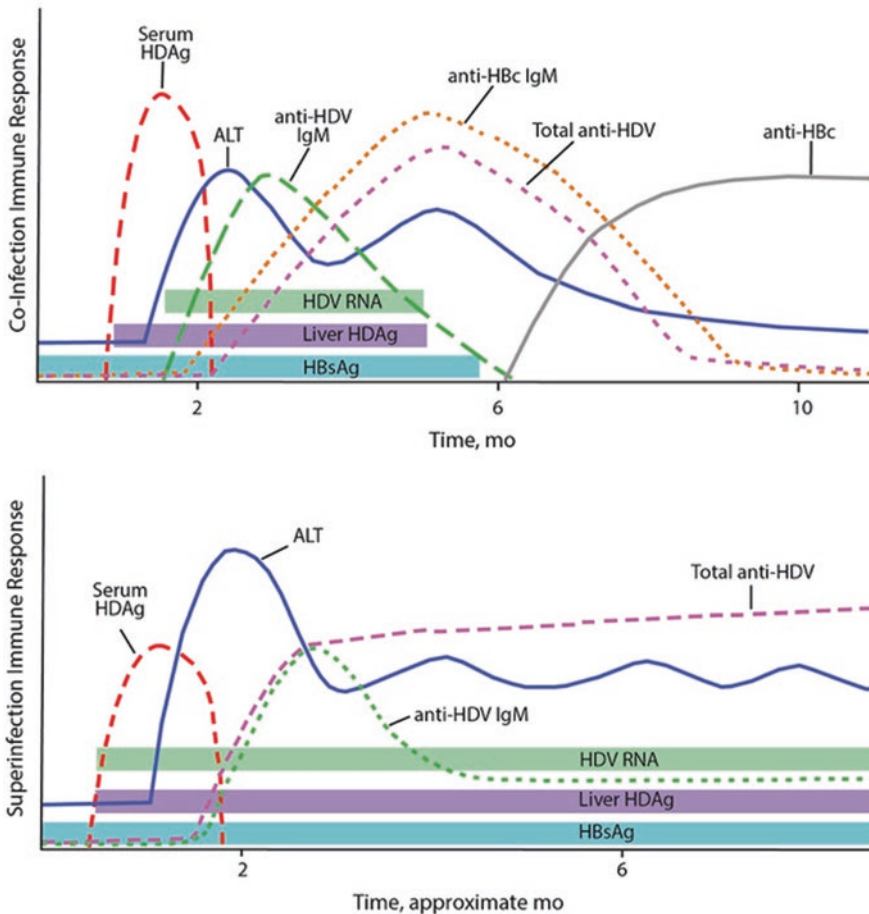 Co-Infection Immune Response
Serum
HDAg
ALT
anti-HDV
IgM
anti-HBc IgM
Total anti-HDV
anti-HBc
HDV RNA
Liver HDAg
HBsAg
2
6
10
Time, mo
Superinfection Immune Response
Serum
HDAg
ALT
Total anti-HDV
anti-HDV IgM
HDV RNA
Liver HDAg
HBsAg
2
6
Time, approximate mo